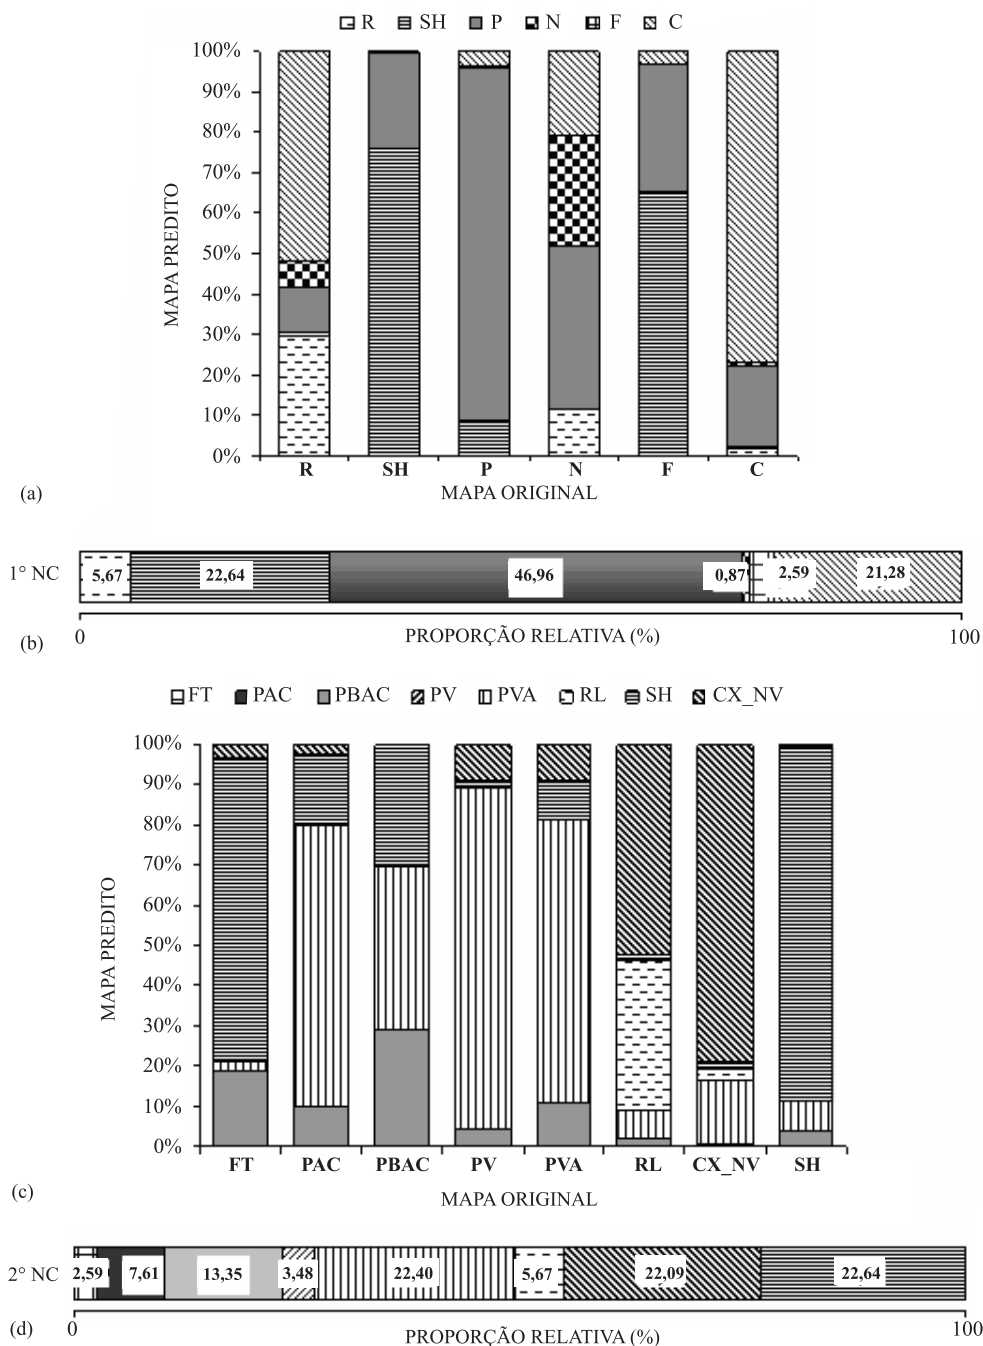 R SH P N F C
100%
90%
80%
70%
60%
50%
40%
30%
20%
10%
0%
MAPA PREDITO
R SH P N F C
MAPA ORIGINAL
(a)
1° NC 5,67 22,64 46,96 0,87 2,59 21,28
0 PROPORÇÃO RELATIVA (%) 100
(b)
FT PAC PBAC PV PVA RL SH CX_NV
100%
90%
80%
70%
60%
50%
40%
30%
20%
10%
0%
MAPA PREDITO
FT PAC PBAC PV PVA RL CX_NV SH
MAPA ORIGINAL
(c)
2° NC 2,59 7,61 13,35 3,48 22,40 5,67 22,09 22,64
0 PROPORÇÃO RELATIVA (%) 100
(d)